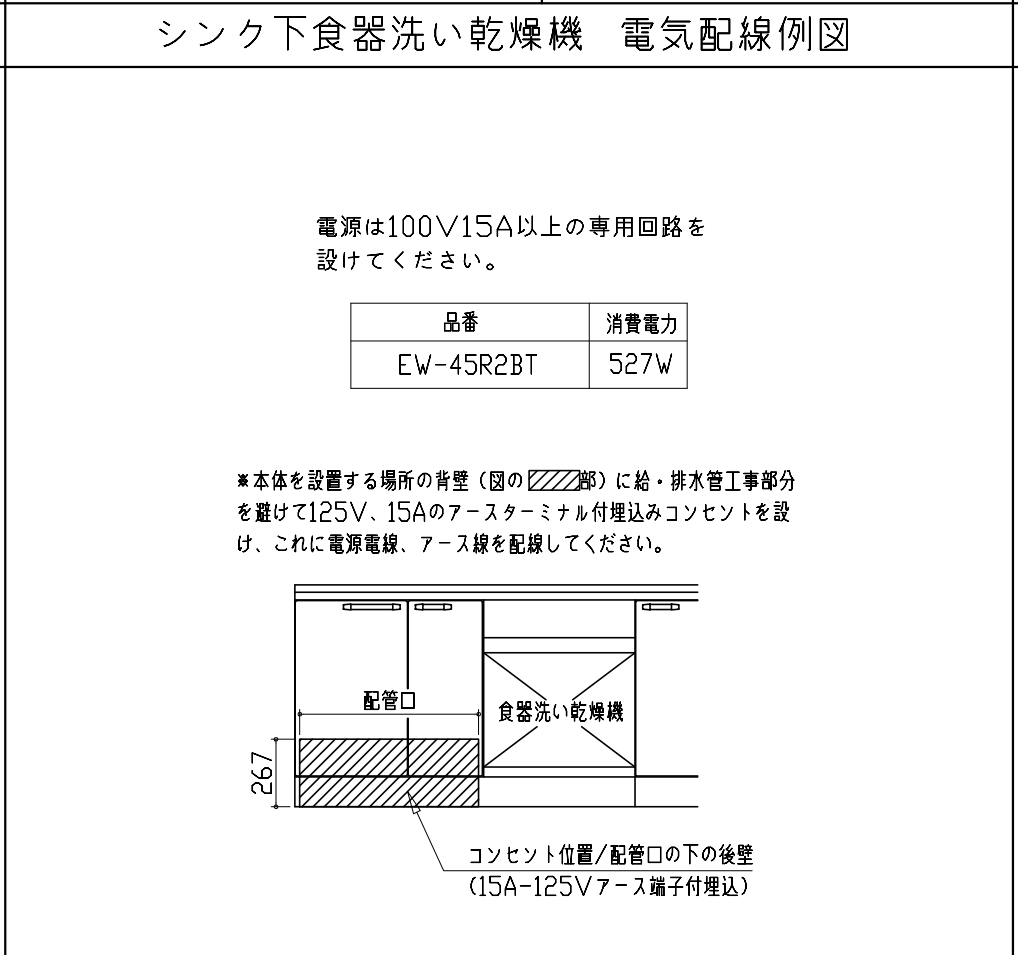 シンク下食器洗い乾燥機　電気配線例図
電源は100V15A以上の専用回路を
設けてください。
品番 消費電力
EW-45R2BT 527W
※本体を設置する場所の背壁（図の 部）に給・排水管工事部分
を避けて125V、15Aのアースターミナル付埋込みコンセントを設
け、これに電源電線、アース線を配線してください。
配管口
食器洗い乾燥機
267
コンセント位置/配管口の下の後壁
（15A-125Vアース端子付埋込）